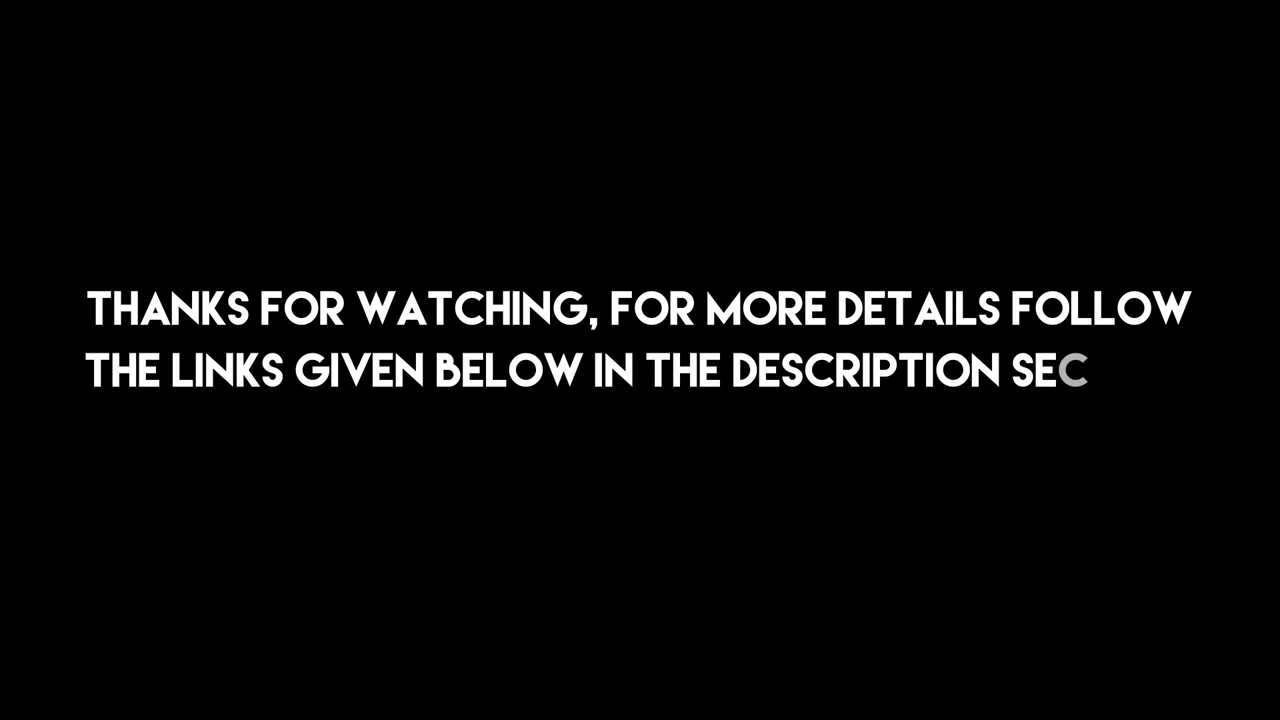 THANKS FOR WATCHING, FOR MORE DETAILS FOLLOW
THE LINKS GIVEN BELOW IN THE DESCRIPTION SEC